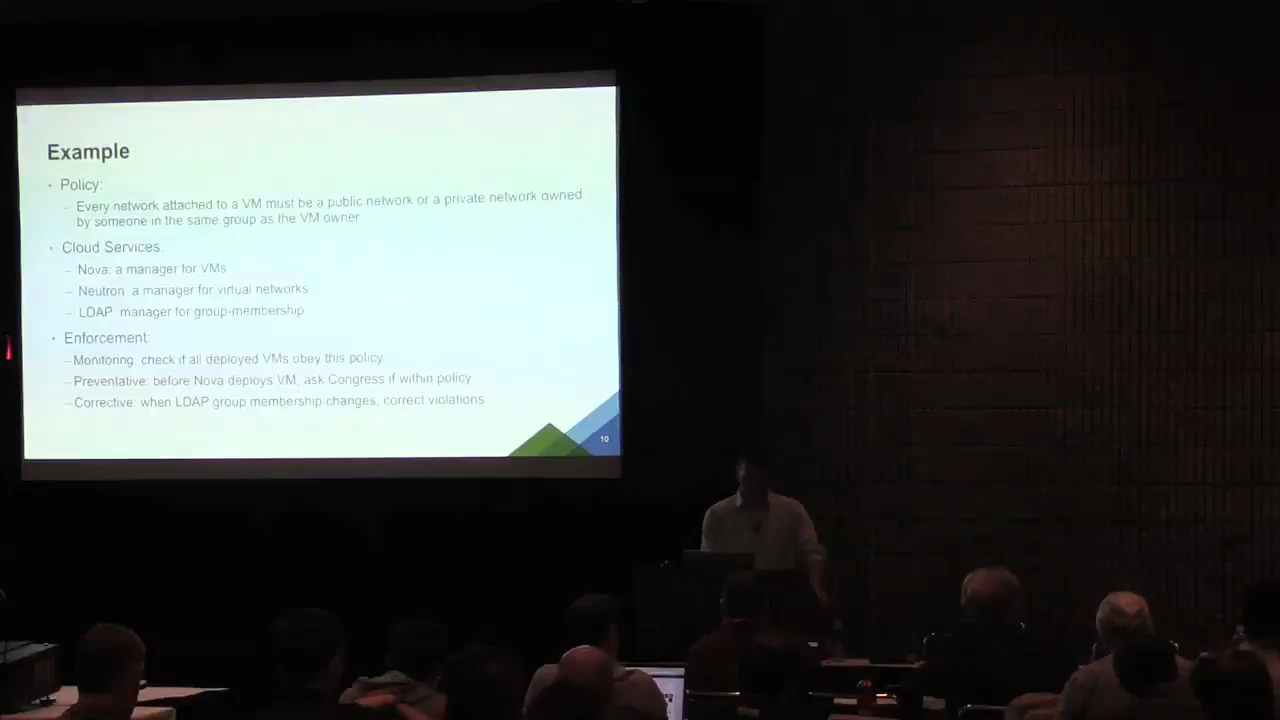 Example
• Policy:
– Every network attached to a VM must be a public network or a private network owned
by someone in the same group as the VM owner
• Cloud Services:
– Nova: a manager for VMs
– Neutron: a manager for virtual networks
– LDAP: manager for group-membership
• Enforcement:
– Monitoring: check if all deployed VMs obey this policy
– Preventative: before Nova deploys VM, ask Congress if within policy
– Corrective: when LDAP group membership changes, correct violations
10